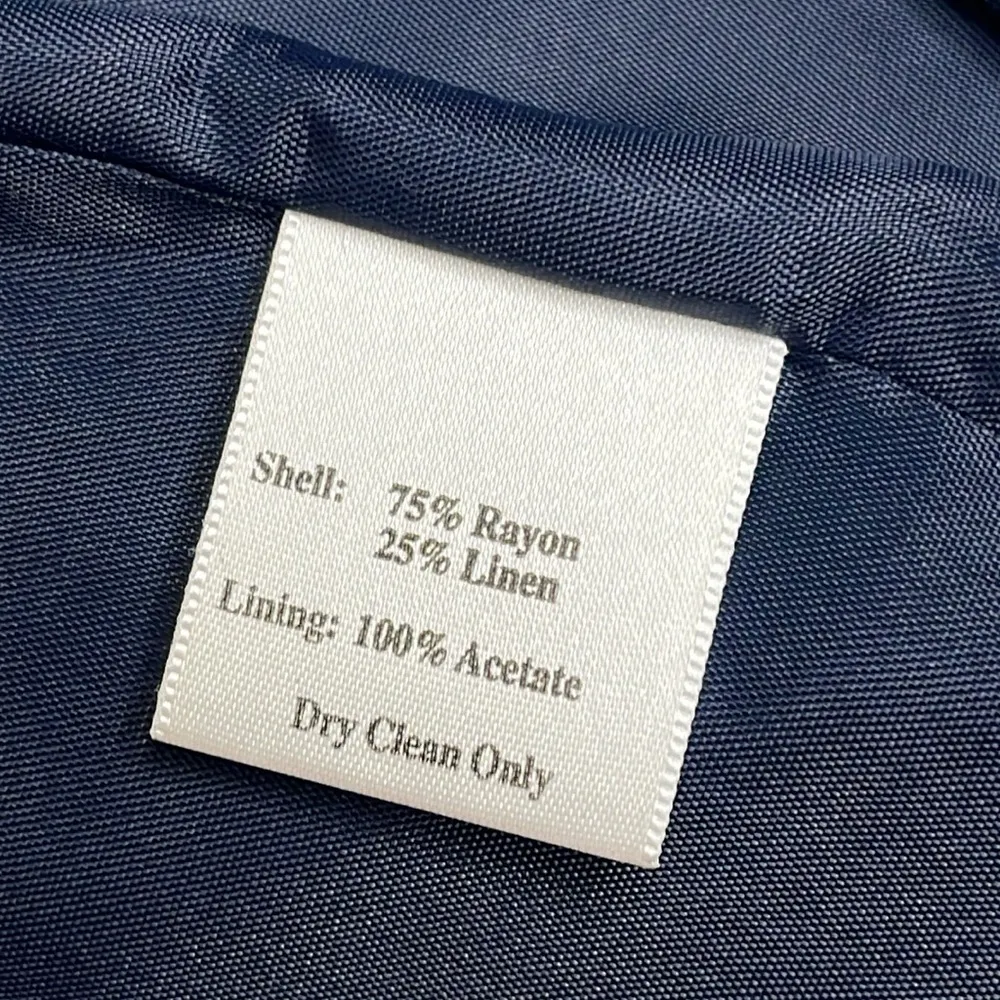 Shell: 75% Rayon
25% Linen
Lining: 100% Acetate
Dry Clean Only